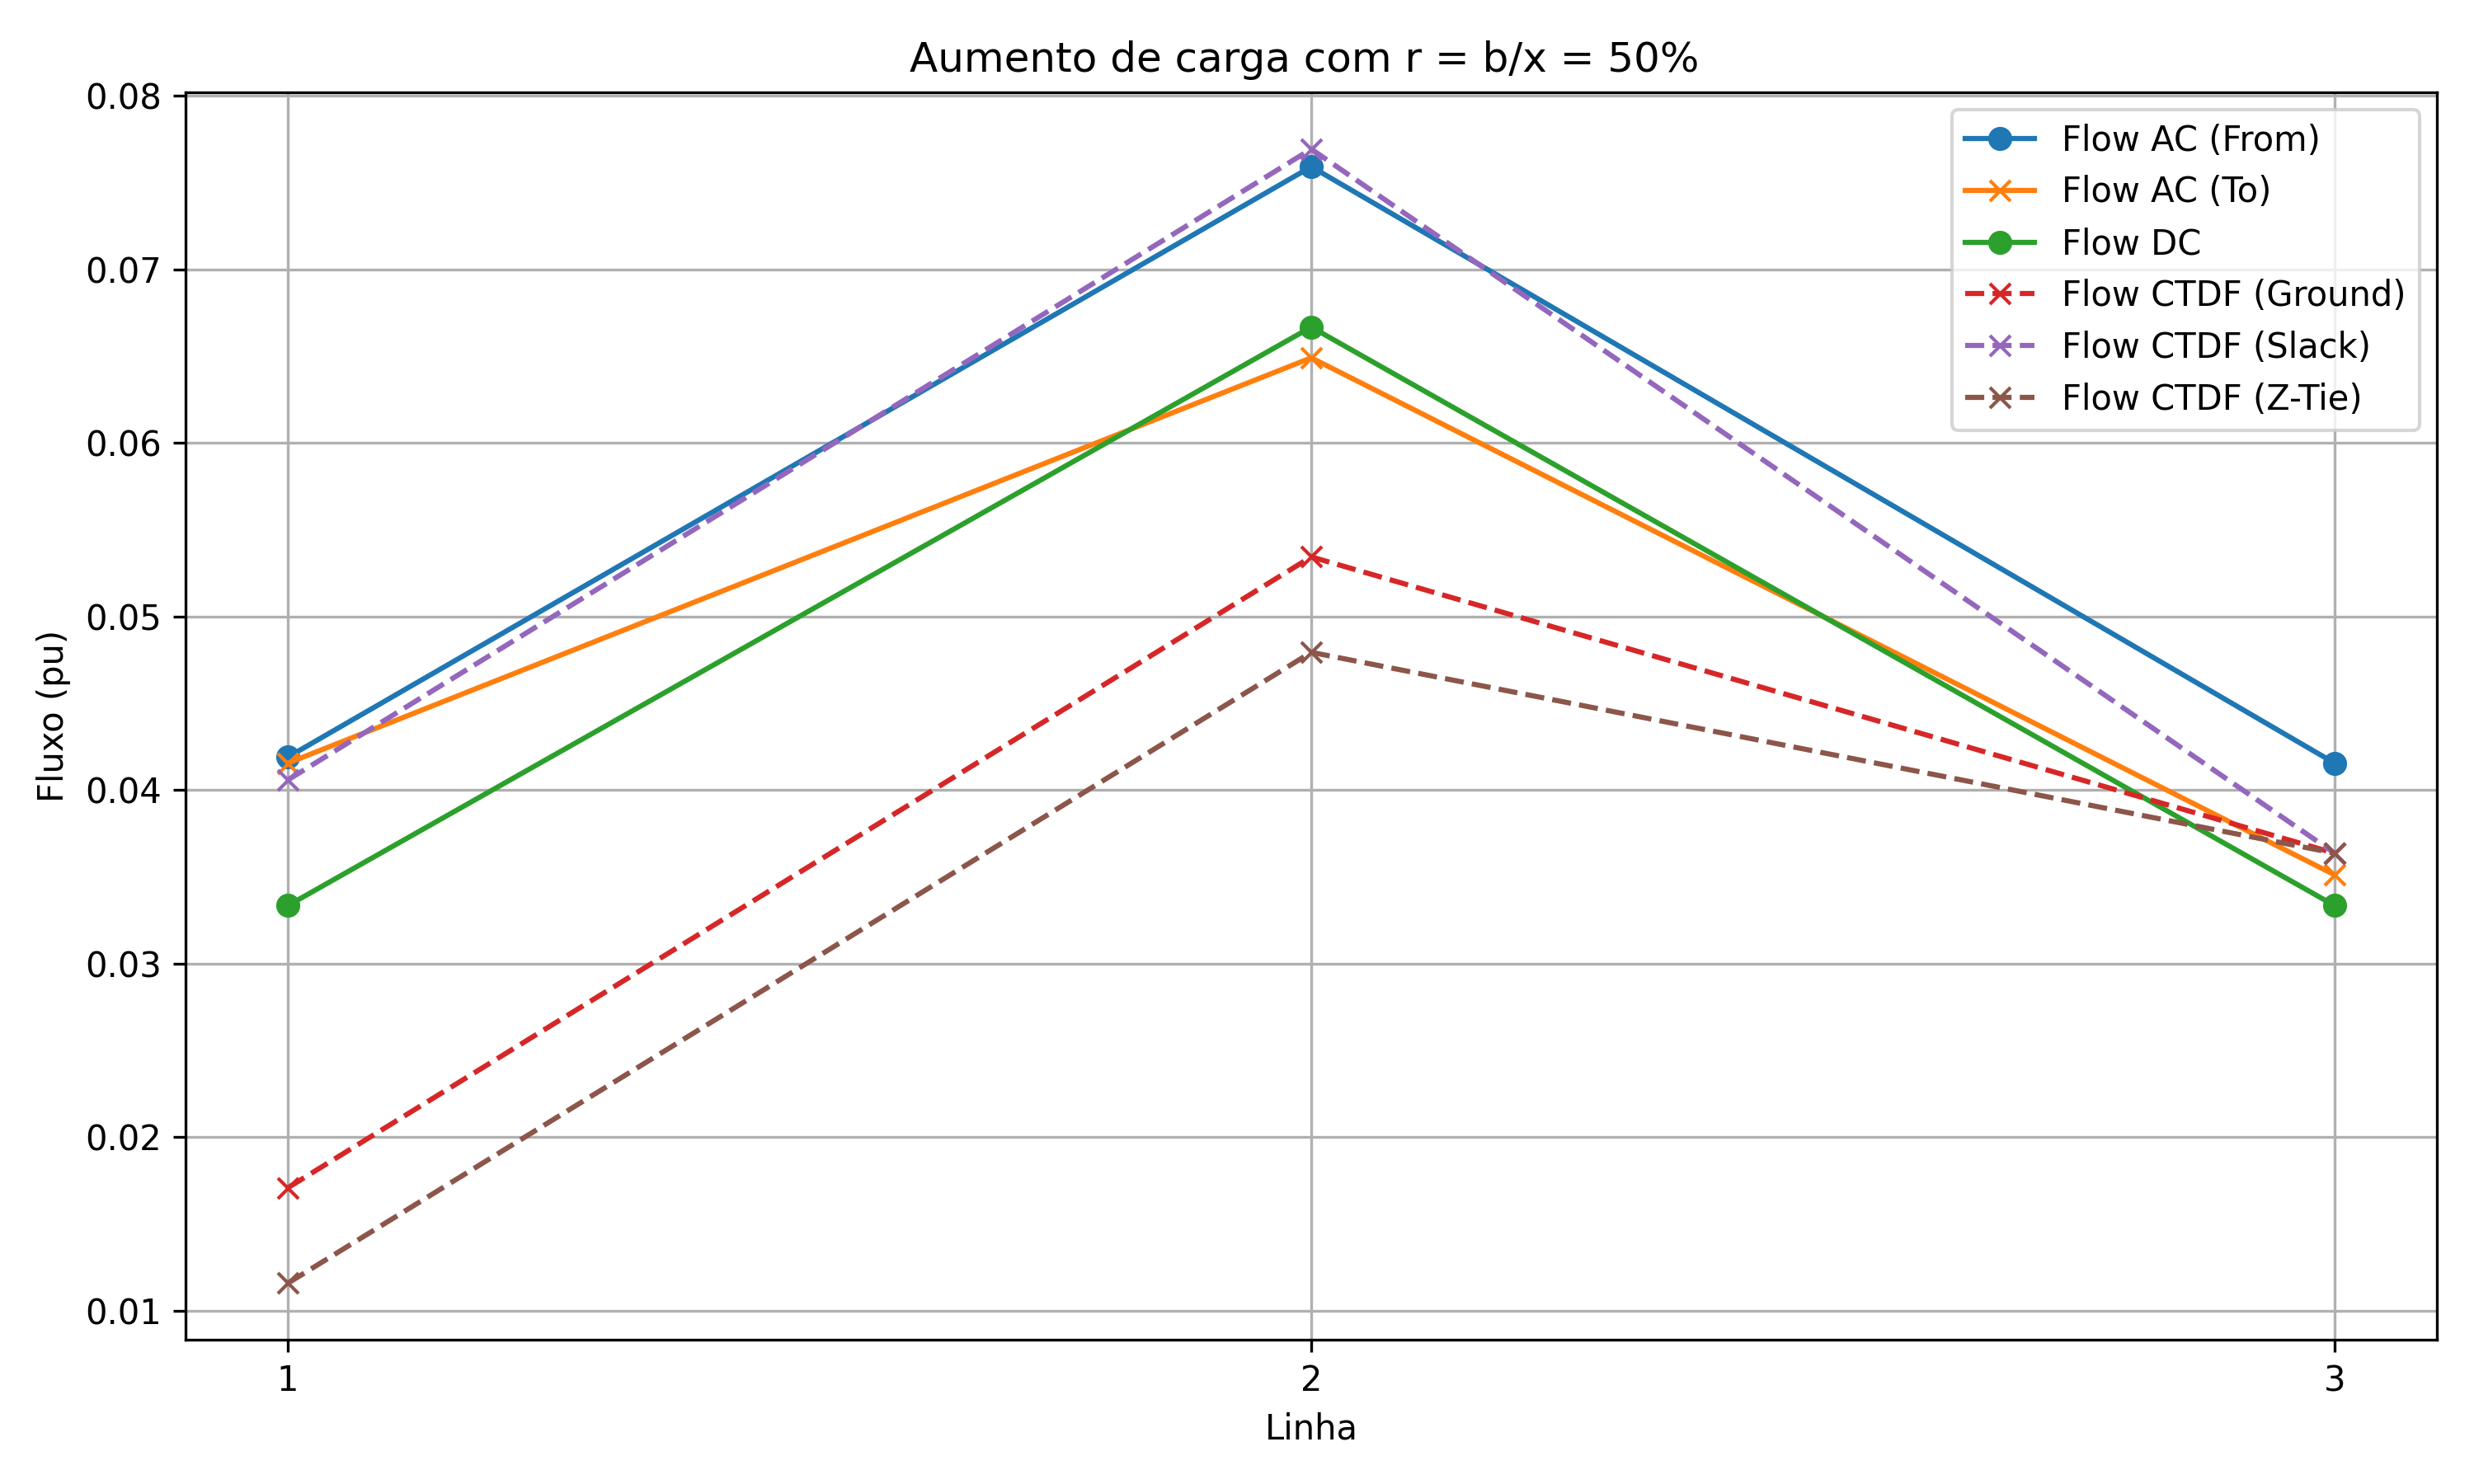 Aumento de carga com r = b/x = 50%
0.08
0.07
0.06
0.05
0.04
0.03
0.02
0.01
Fluxo (pu)
Flow AC (From)
Flow AC (To)
Flow DC
Flow CTDF (Ground)
Flow CTDF (Slack)
Flow CTDF (Z-Tie)
1
2
3
Linha